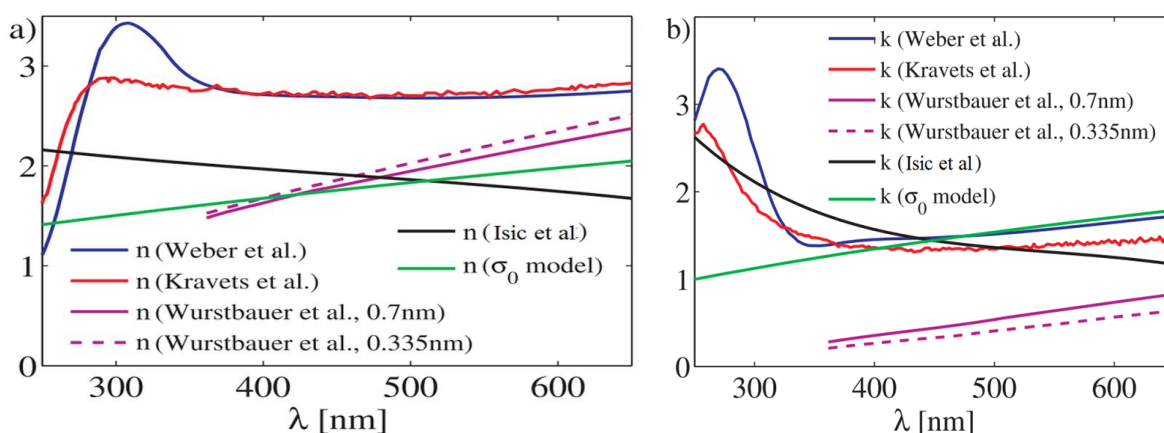 a)
3
2
1
0
n (Weber et al.)
n (Kravets et al.)
n (Wurstbauer et al., 0.7nm)
n (Wurstbauer et al., 0.335nm)
n (Isic et al)
n (σ0 model)
300 400 500 600
λ [nm]
b)
3
2
1
0
k (Weber et al.)
k (Kravets et al.)
k (Wurstbauer et al., 0.7nm)
k (Wurstbauer et al., 0.335nm)
k (Isic et al)
k (σ0 model)
300 400 500 600
λ [nm]